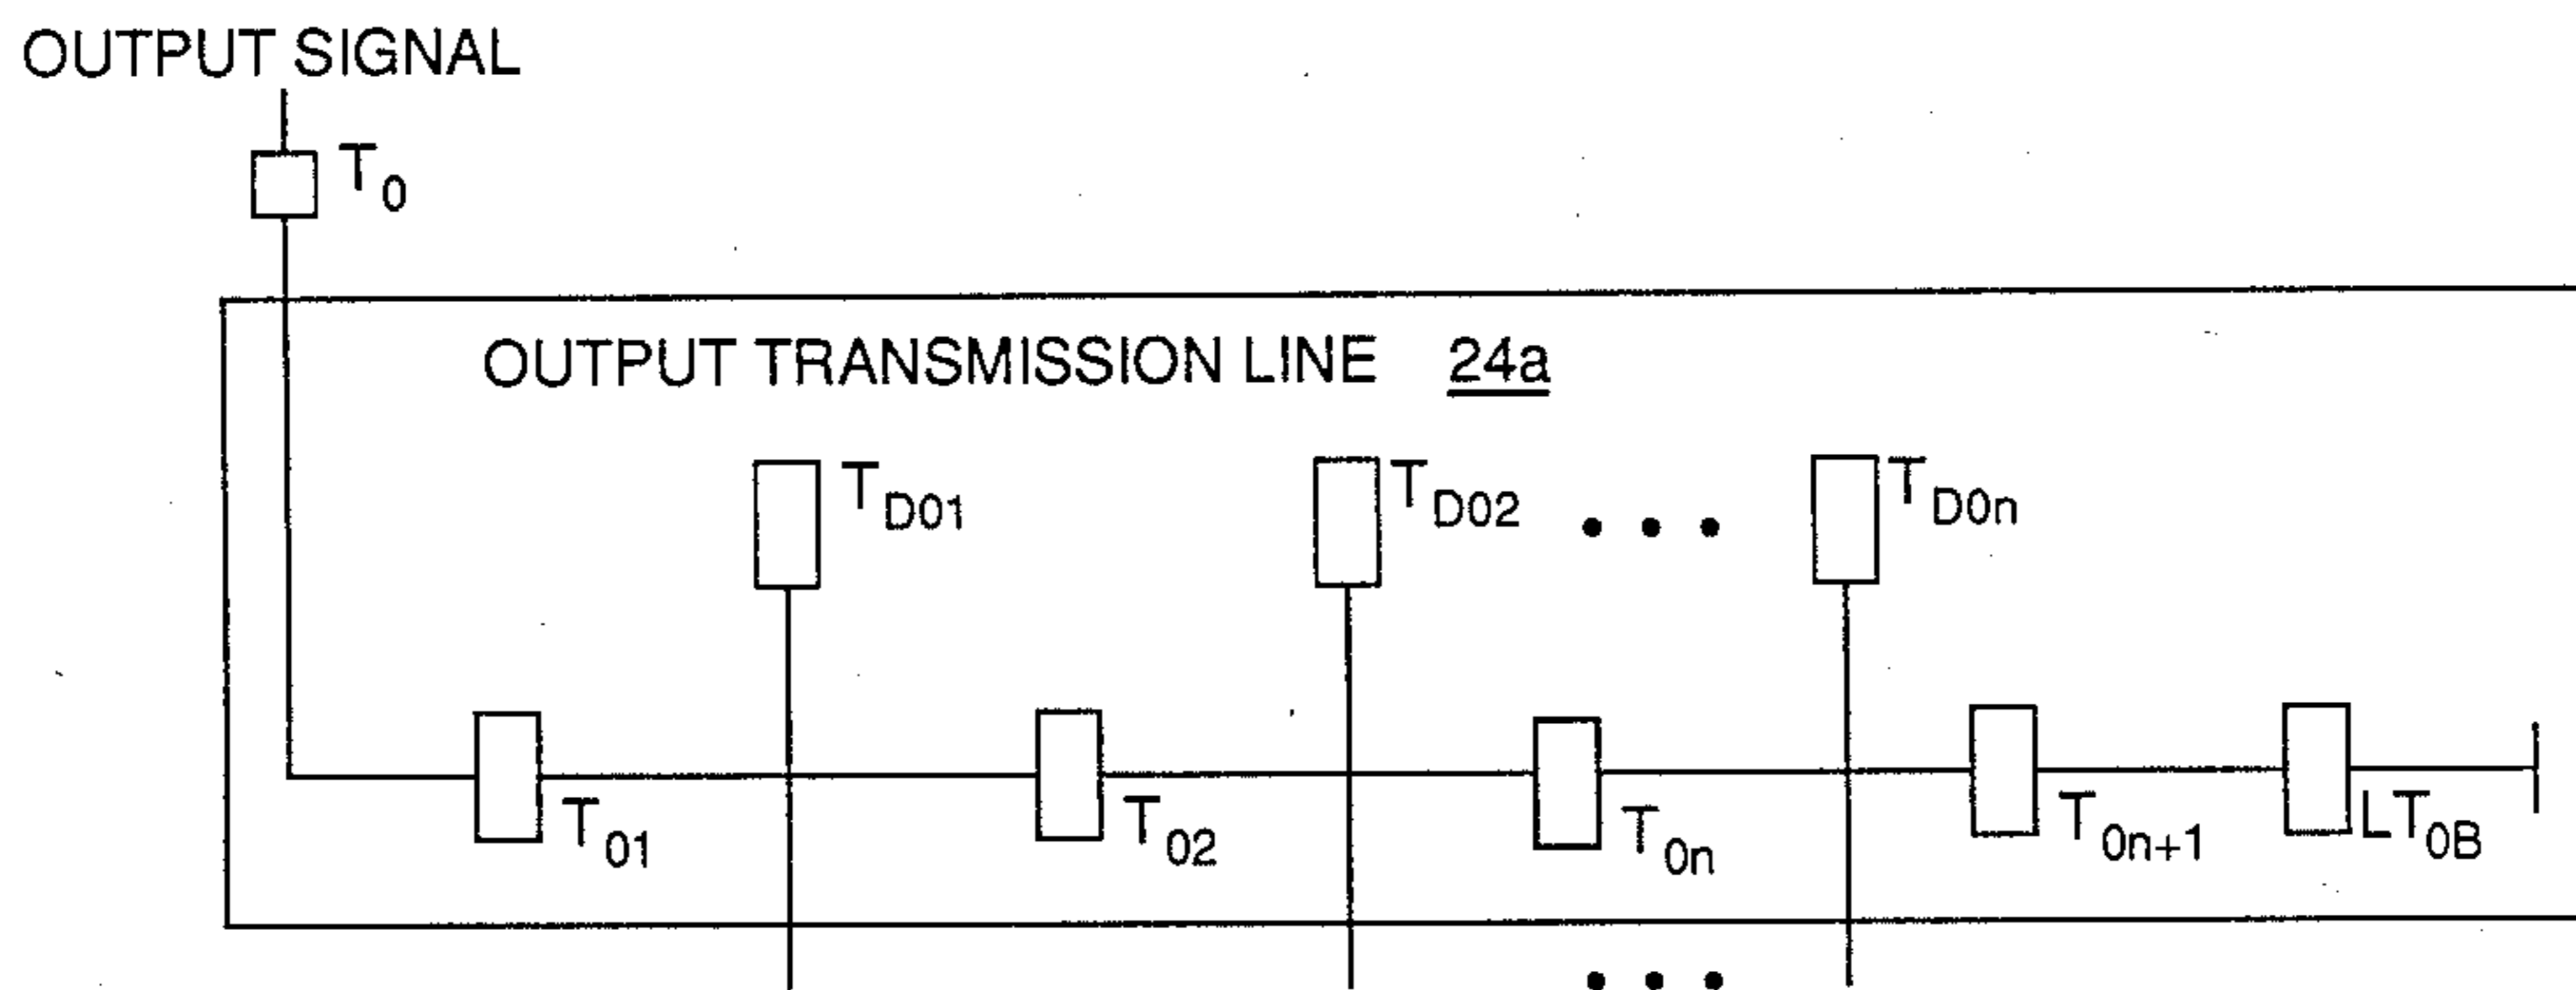 OUTPUT SIGNAL
T0
OUTPUT TRANSMISSION LINE 24a
TD01 TD02 • • • TD0n
T01 T02 T0n T0n+1 LT0B
• • •